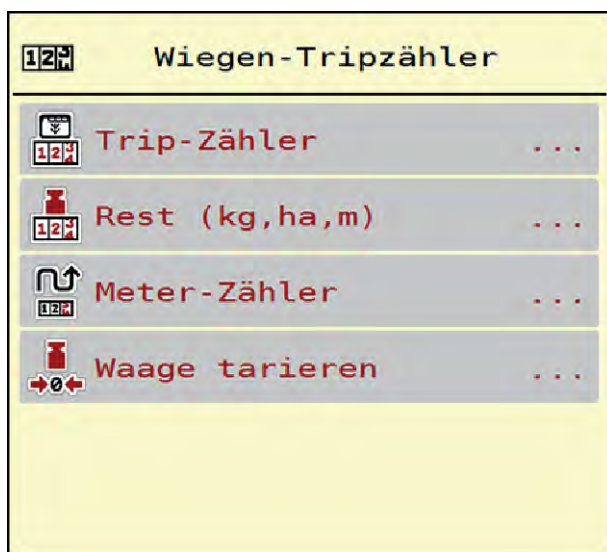 Wiegen-Tripzähler
Trip-Zähler ...
Rest (kg,ha,m) ...
Meter-Zähler ...
Waage tarieren ...